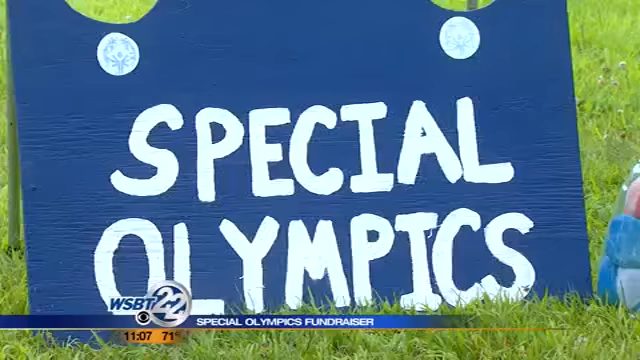 SPECIAL
OLYMPICS
WSBT 22
SPECIAL OLYMPICS FUNDRAISER
11:07 71°